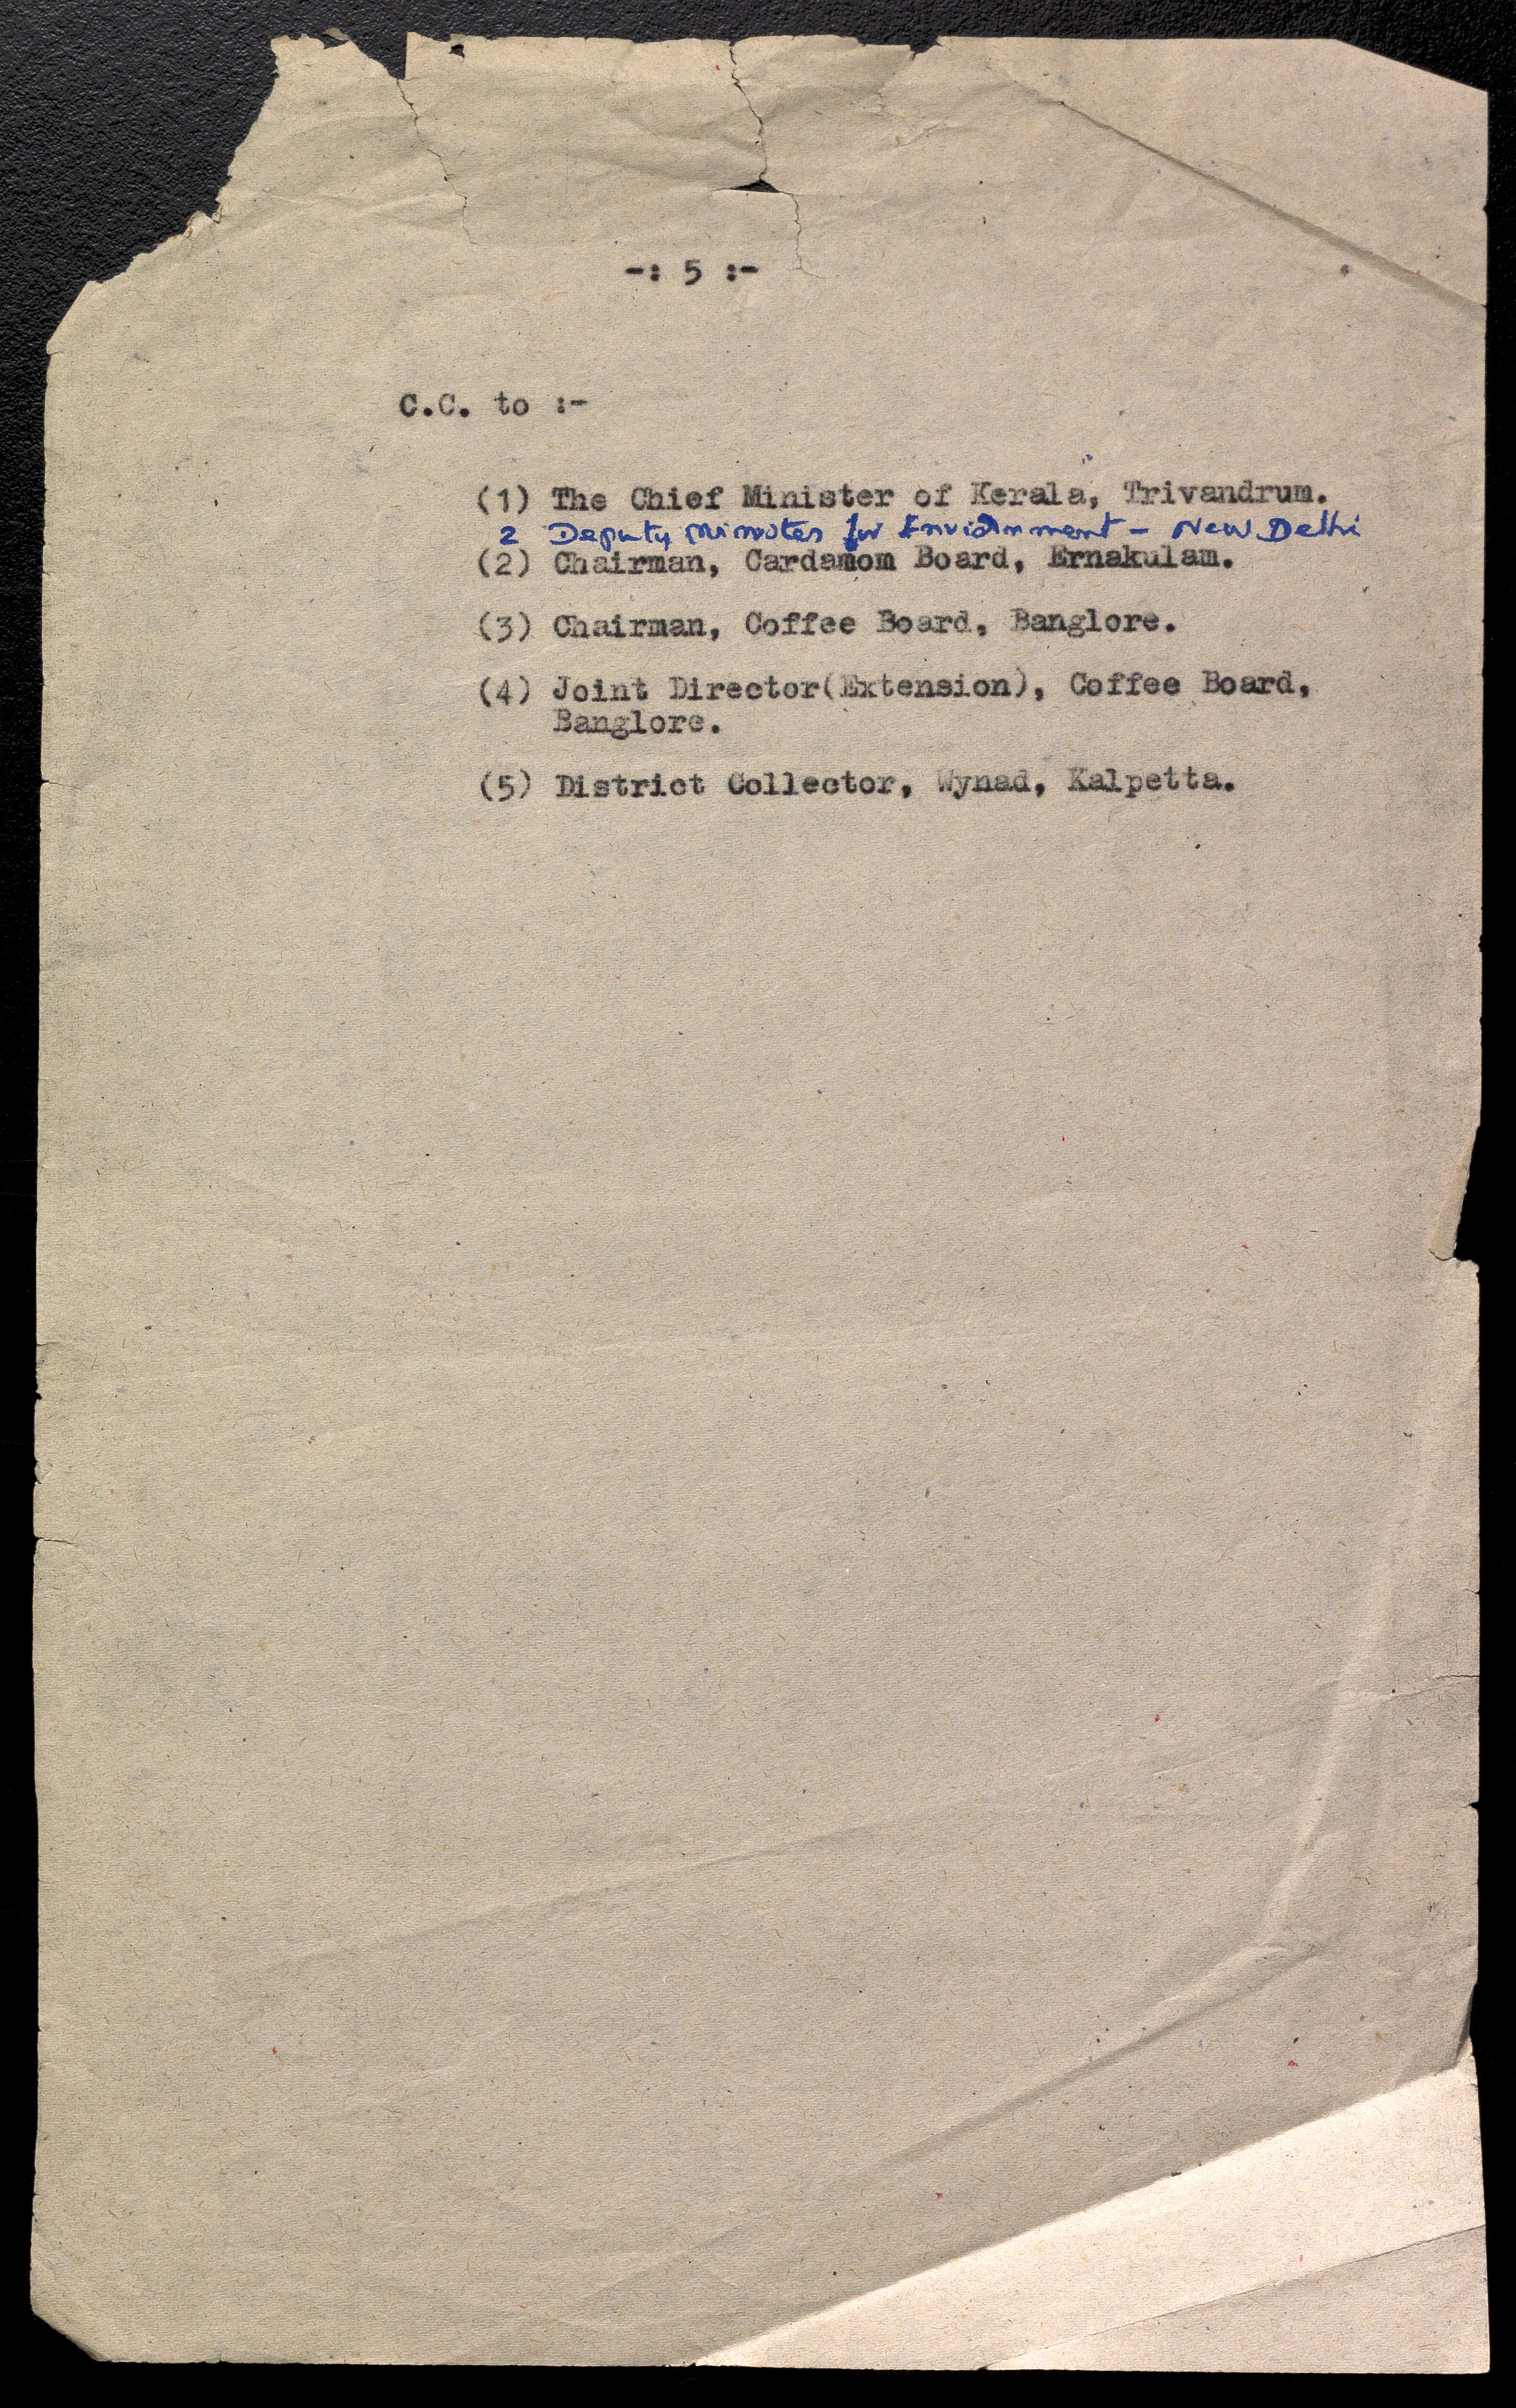 -: 5 :-
C.C. to :-
(1) The Chief Minister of Kerala, Trivandrum.
2 Deputy Minister for Environment - New Delhi
(2) Chairman, Cardamom Board, Ernakulam.
(3) Chairman, Coffee Board, Banglore.
(4) Joint Director(Extension), Coffee Board,
Banglore.
(5) District Collector, Wynad, Kalpetta.